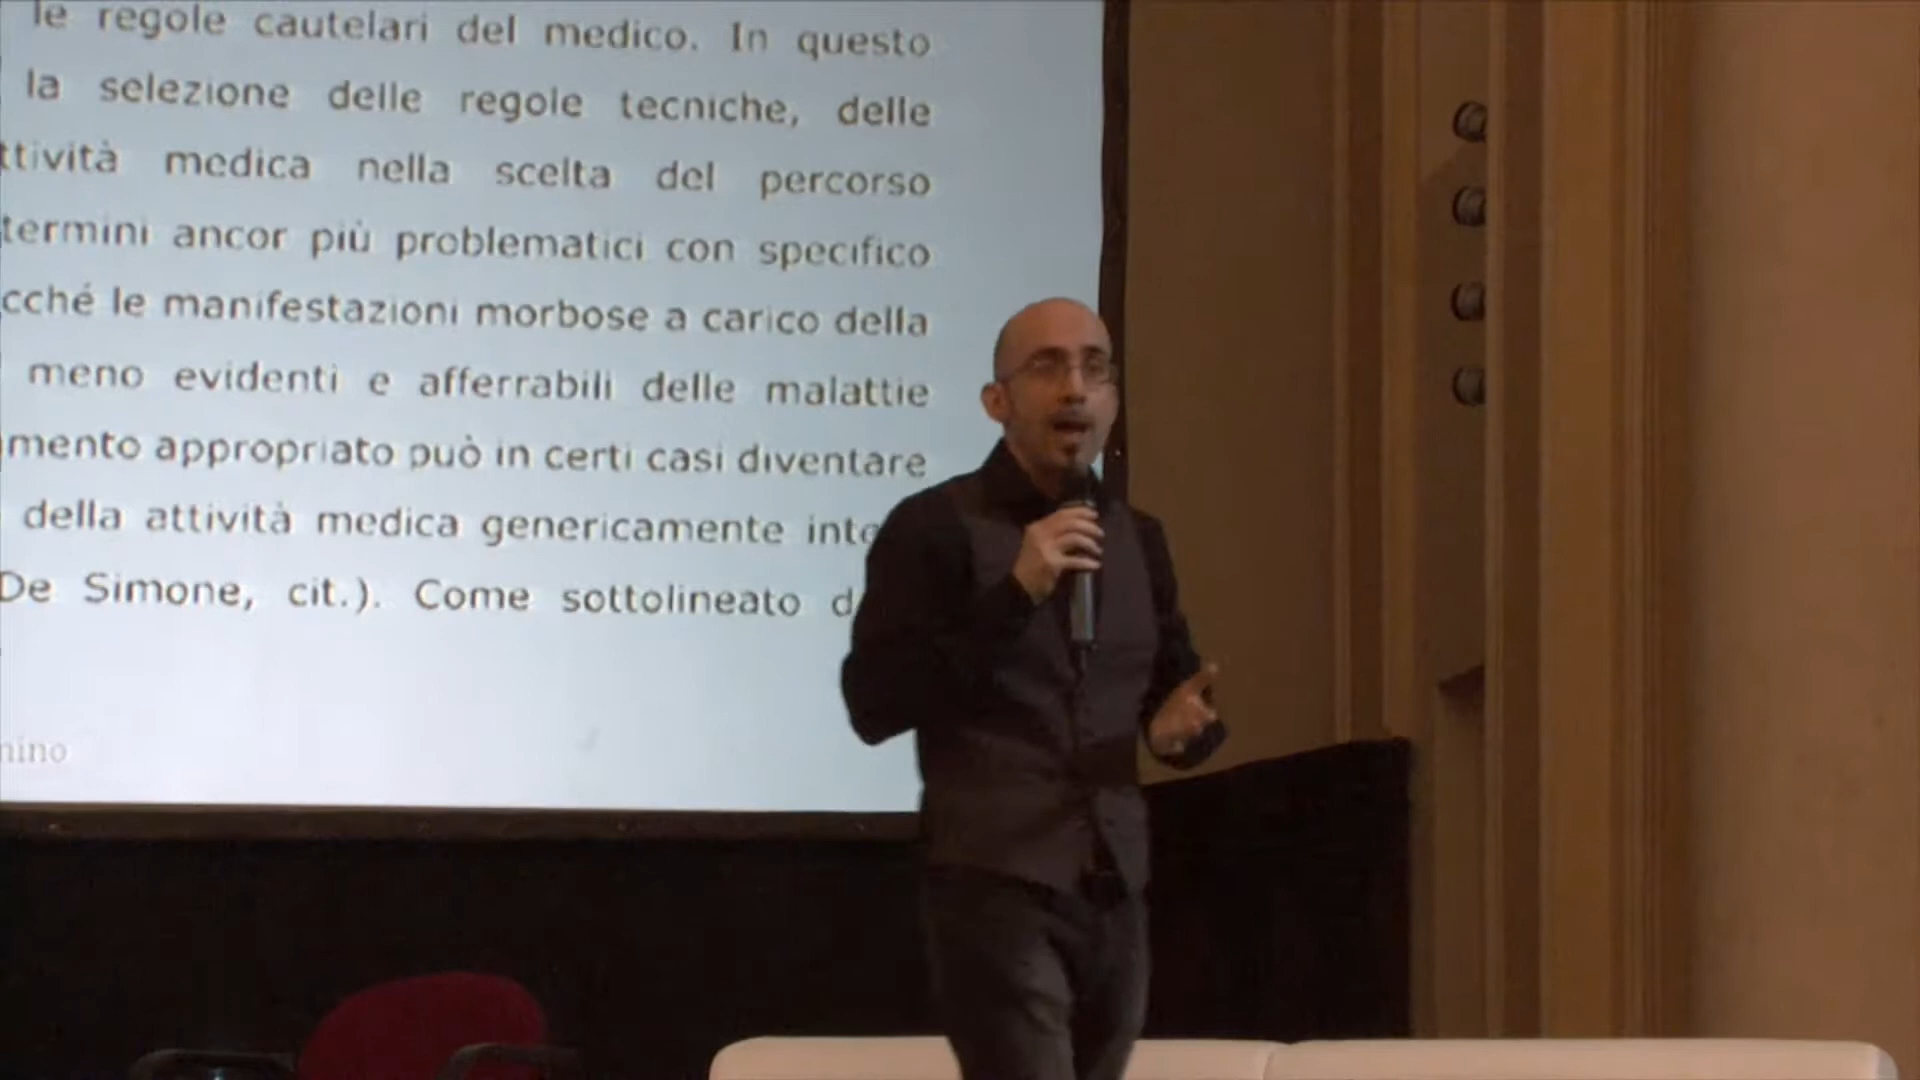 le regole cautelari del medico. In questo
la selezione delle regole tecniche, delle
ttività medica nella scelta del percorso
termini ancor più problematici con specifico
cché le manifestazioni morbose a carico della
meno evidenti e afferrabili delle malattie
mento appropriato può in certi casi diventare
della attività medica genericamente inte
De Simone, cit.). Come sottolineato d
nino